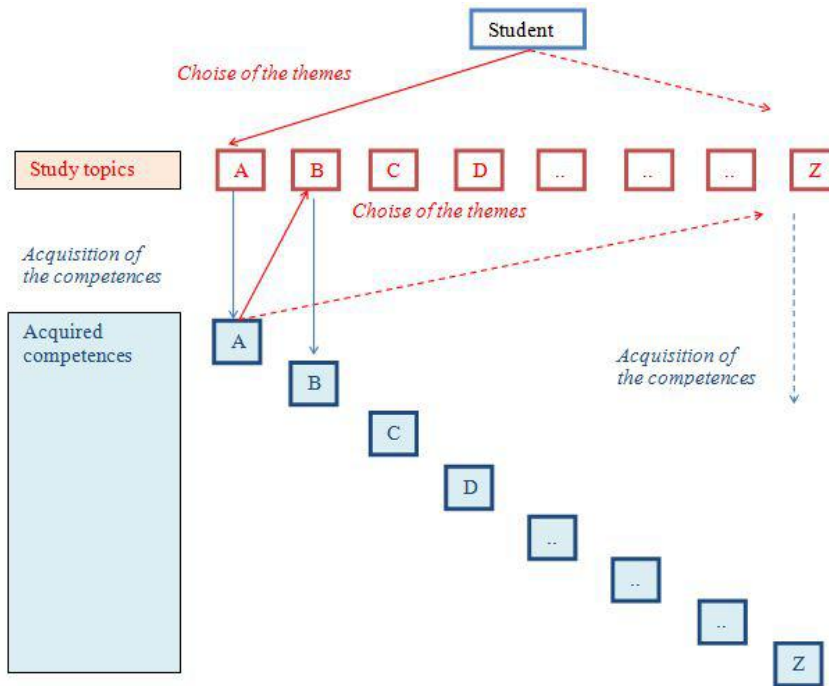 Student
Choise of the themes
Study topics
A
B
C
D
..
..
..
Z
Choise of the themes
Acquisition of
the competences
Acquired
competences
A
Acquisition of
the competences
B
C
D
..
..
..
Z